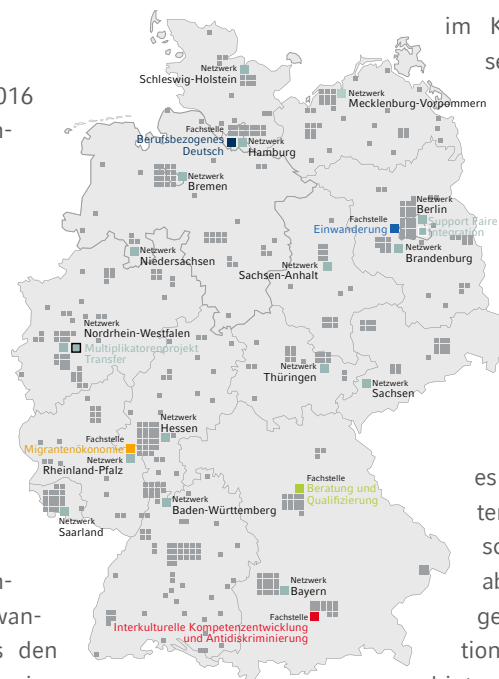 im K
se
016
n-
Netzwerk
Schleswig-Holstein
Netzwerk
Mecklenburg-Vorpommern
Fachstelle
Berufsbezogenes
Deutsch
Netzwerk
Hamburg
Netzwerk
Bremen
Netzwerk
Berlin
Support Faire
Integration
Fachstelle
Einwanderung
Netzwerk
Brandenburg
Netzwerk
Niedersachsen
Netzwerk
Sachsen-Anhalt
Netzwerk
Nordrhein-Westfalen
Multiplikatorenprojekt
Transfer
Netzwerk
Thüringen
Netzwerk
Sachsen
Netzwerk
Hessen
Fachstelle
Migrantenökonomie
Netzwerk
Rheinland-Pfalz
Fachstelle
Beratung und
Qualifizierung
Netzwerk
Saarland
Netzwerk
Baden-Württemberg
Netzwerk
Bayern
Fachstelle
Interkulturelle Kompetenzentwicklung
und Antidiskriminierung
es
ter
sc
ab
ge
tion
n-
wan-
s den